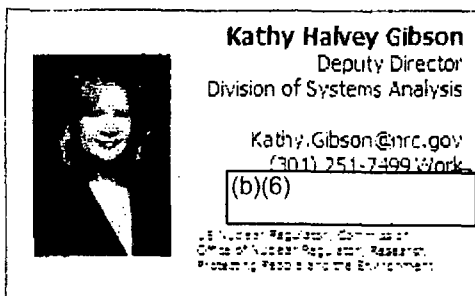 Kathy Halvey Gibson
Deputy Director
Division of Systems Analysis
Kathy.Gibson@nrc.gov
(301) 251-7499 Work
(b)(6)
US Nuclear Regulatory Commission
Office of Nuclear Regulatory Research
Protecting People and the Environment